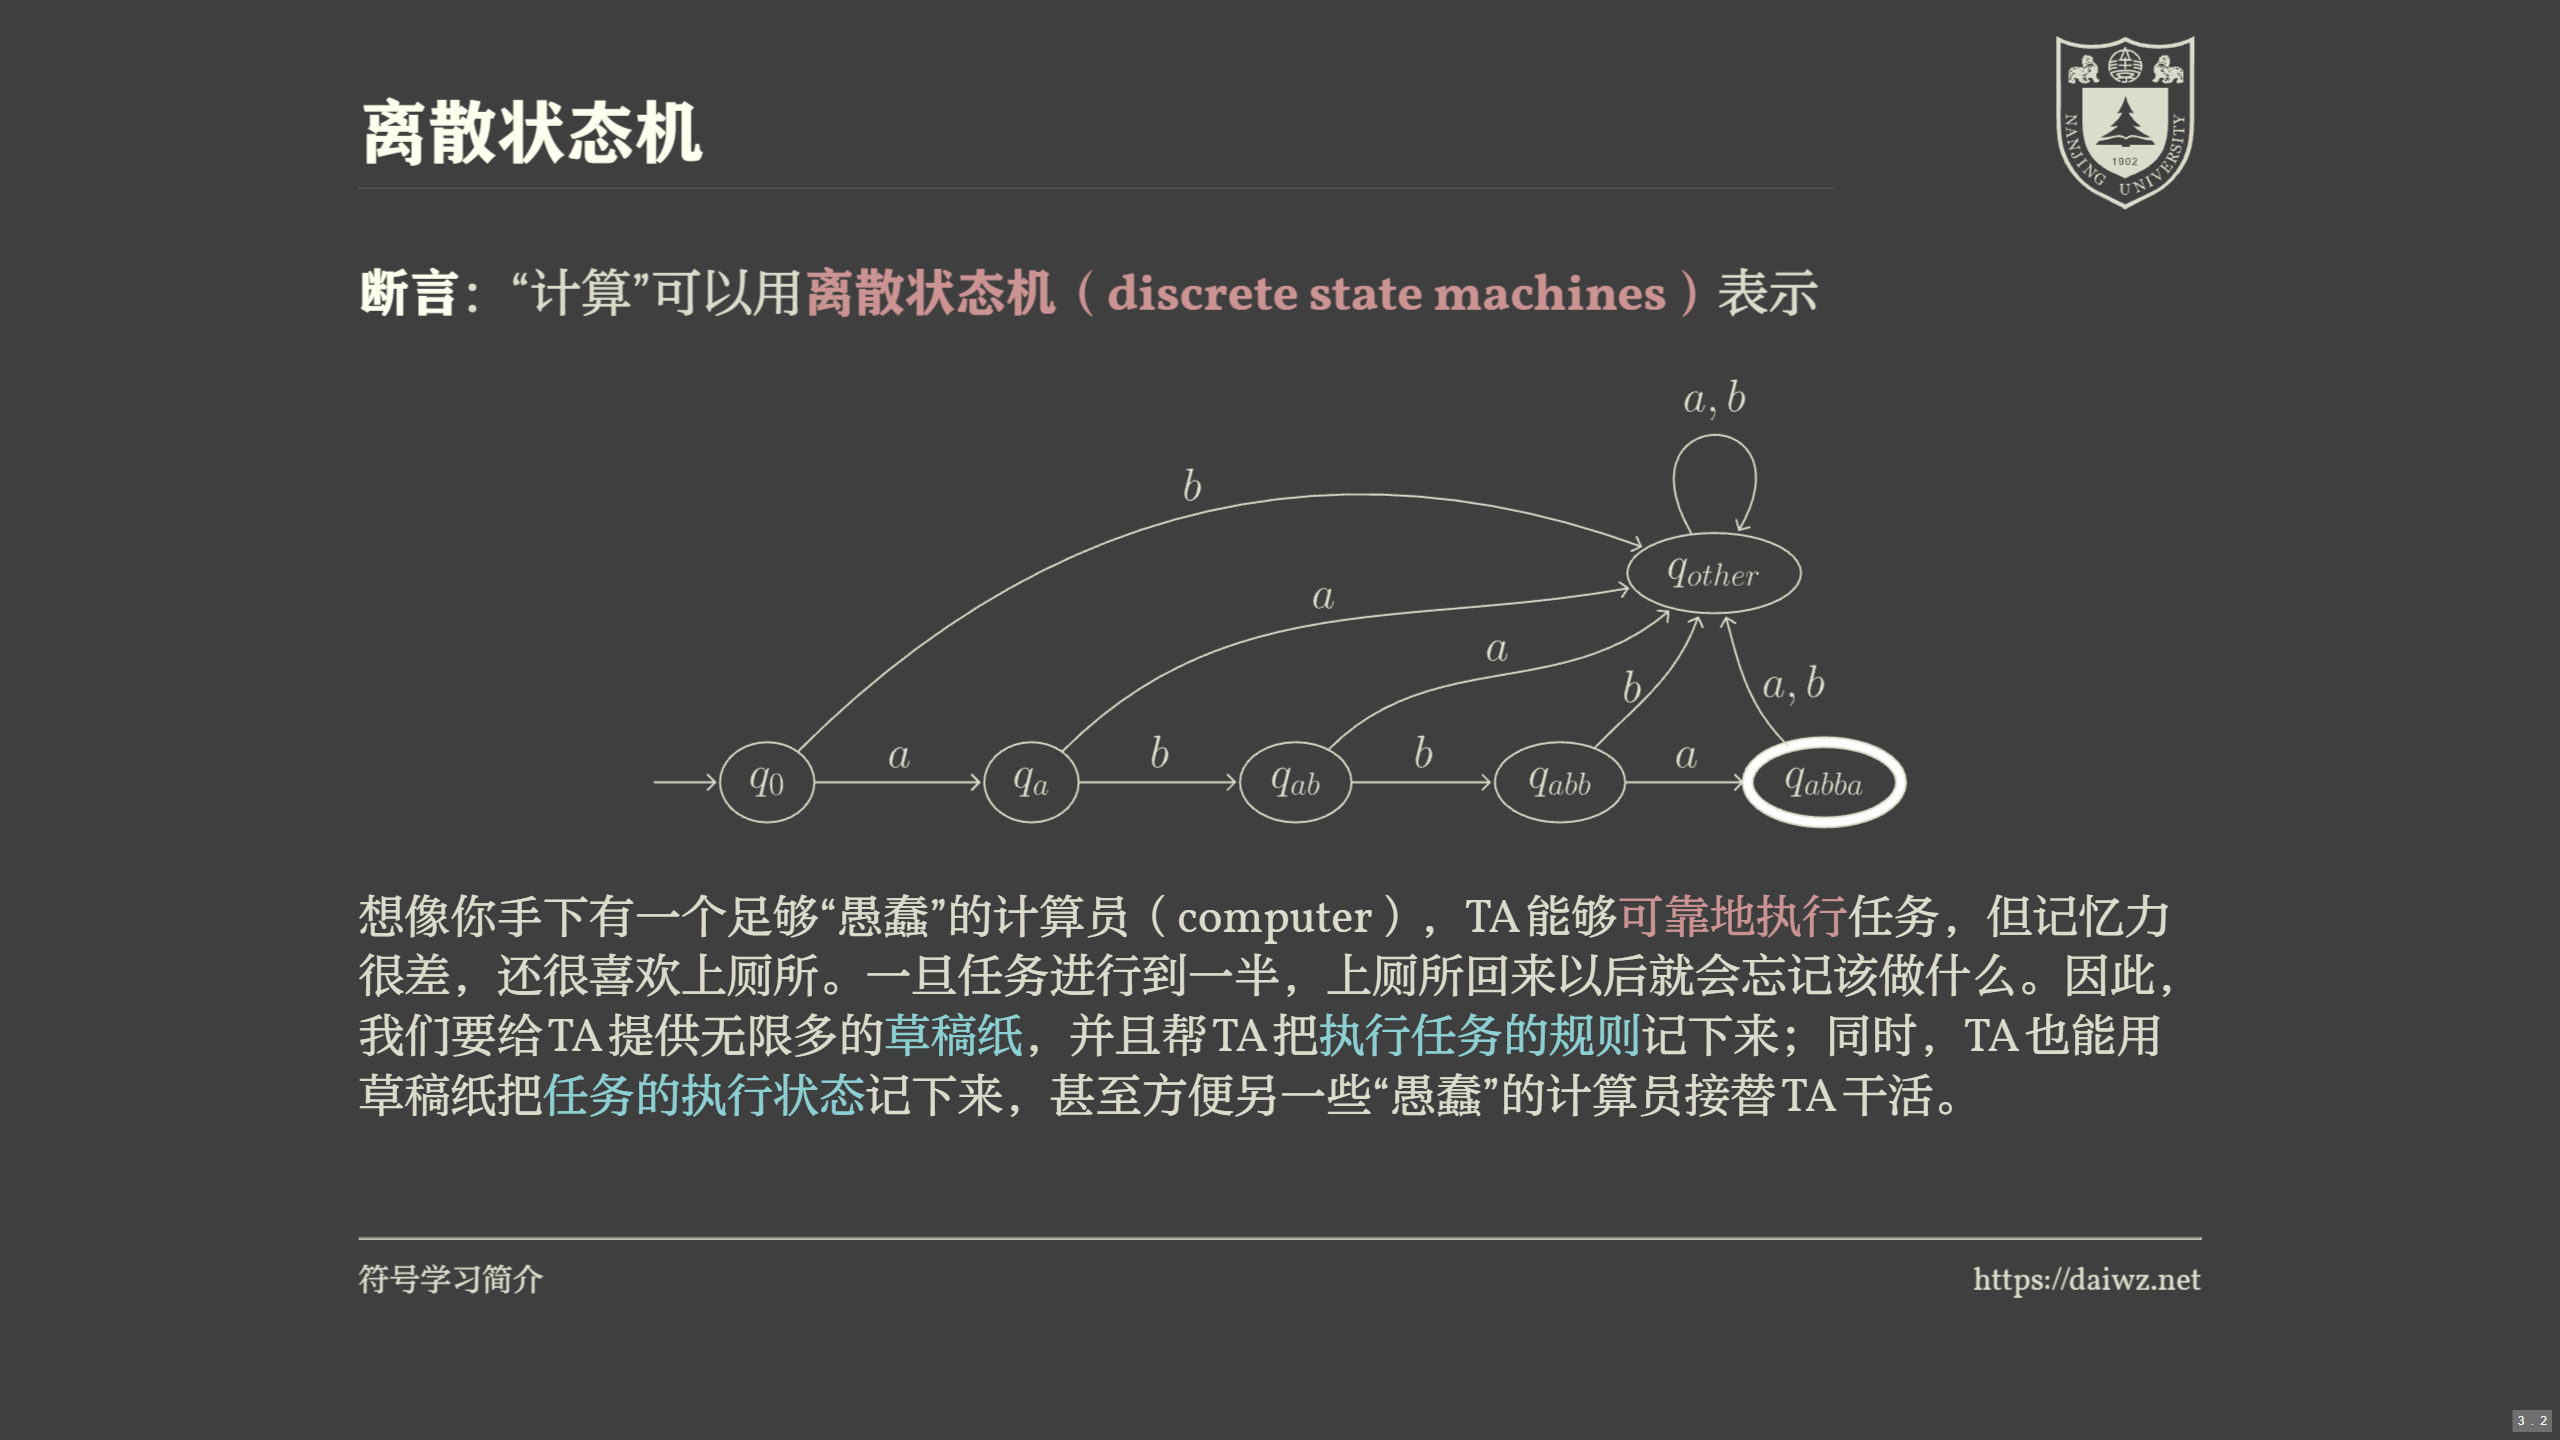 离散状态机
NANJING UNIVERSITY
1902
断言：“计算”可以用离散状态机（discrete state machines）表示
a, b
b
q_other
a
a
b
a, b
q_0
a
q_a
b
q_ab
b
q_abb
a
q_abba
想像你手下有一个足够“愚蠢”的计算员（computer），TA能够可靠地执行任务，但记忆力
很差，还很喜欢上厕所。一旦任务进行到一半，上厕所回来以后就会忘记该做什么。因此，
我们要给TA提供无限多的草稿纸，并且帮TA把执行任务的规则记下来；同时，TA也能用
草稿纸把任务的执行状态记下来，甚至方便另一些“愚蠢”的计算员接替TA干活。
符号学习简介
https://daiwz.net
3.2